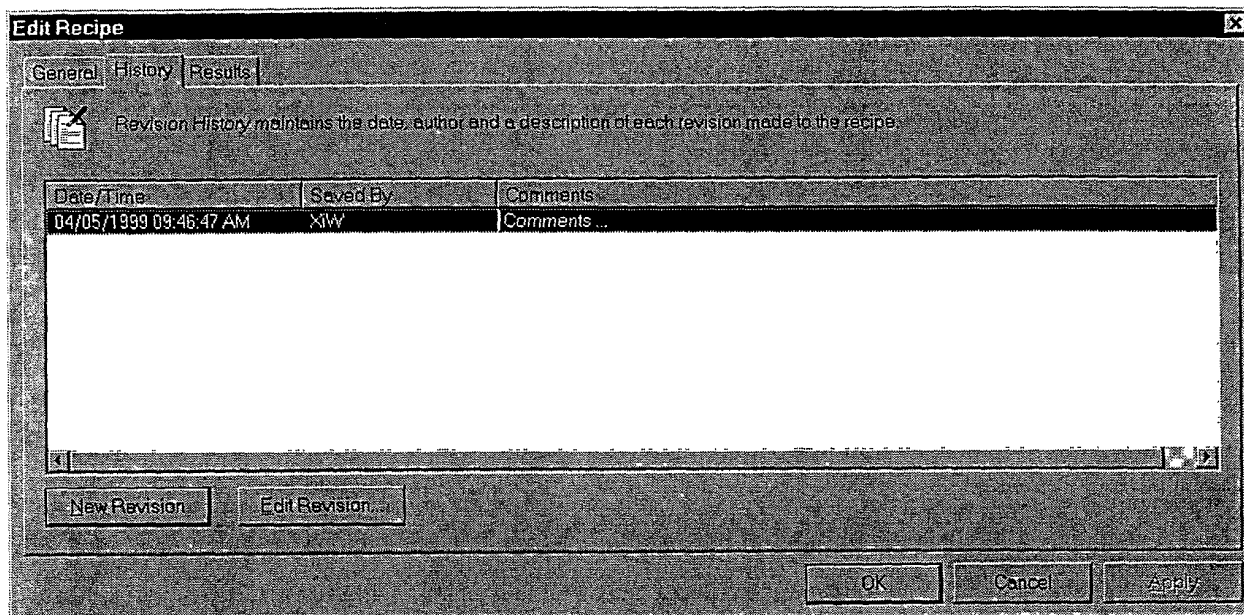 Edit Recipe
General History Results
Revision History maintains the date, author and a description of each revision made to the recipe.
Date/Time Saved By Comments
04/05/1999 09:46:47 AM XiW Comments ...
New Revision... Edit Revision...
OK Cancel Apply